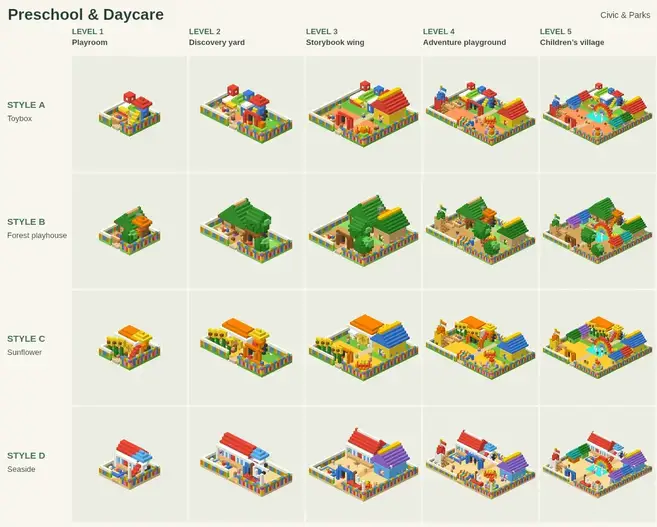 Preschool & Daycare
Civic & Parks
LEVEL 1
Playroom
LEVEL 2
Discovery yard
LEVEL 3
Storybook wing
LEVEL 4
Adventure playground
LEVEL 5
Children's village
STYLE A
Toybox
STYLE B
Forest playhouse
STYLE C
Sunflower
STYLE D
Seaside